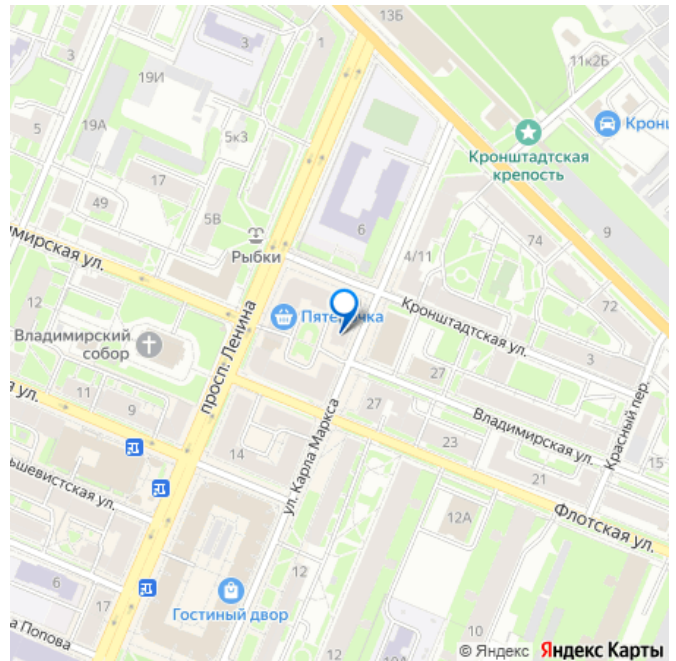 13Б
3
1
3
11к2Б
19И
Кронш
19А
5к3
5
Кронштадтская
крепость
17
49
5В
6
9
димирская ул.
Рыбки
4/11
74
просп. Ленина
12
Пятёрочка
Кронштадтская ул.
72
Владимирский
собор
3
27
Красный пер.
я ул.
11
9
27
ул. Карла Маркса
Владимирская ул.
23
14
21
15
ьшевистская ул.
12А
Флотская ул.
12
6
17
Гостиный двор
10
а Попова
© Яндекс Яндекс Карты